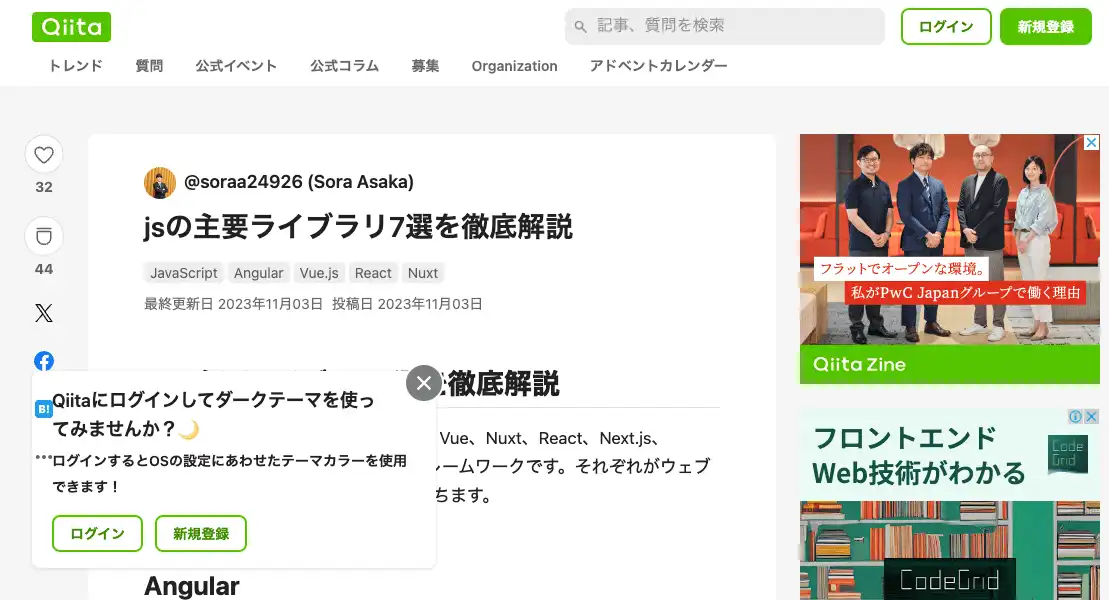 Qiita
記事、質問を検索
ログイン
新規登録
トレンド
質問
公式イベント
公式コラム
募集
Organization
アドベントカレンダー
32
44
@soraa24926 (Sora Asaka)
jsの主要ライブラリ7選を徹底解説
JavaScript
Angular
Vue.js
React
Nuxt
最終更新日 2023年11月03日 投稿日 2023年11月03日
徹底解説
Vue、Nuxt、React、Next.js、
レームワークです。それぞれがウェブ
ちます。
Angular
B!
Qiitaにログインしてダークテーマを使っ
てみませんか？🌙
ログインするとOSの設定にあわせたテーマカラーを使用
できます！
ログイン
新規登録
フラットでオープンな環境。
私がPwC Japanグループで働く理由
Qiita Zine
フロントエンド
Web技術がわかる
Code
Grid
CodeGrid